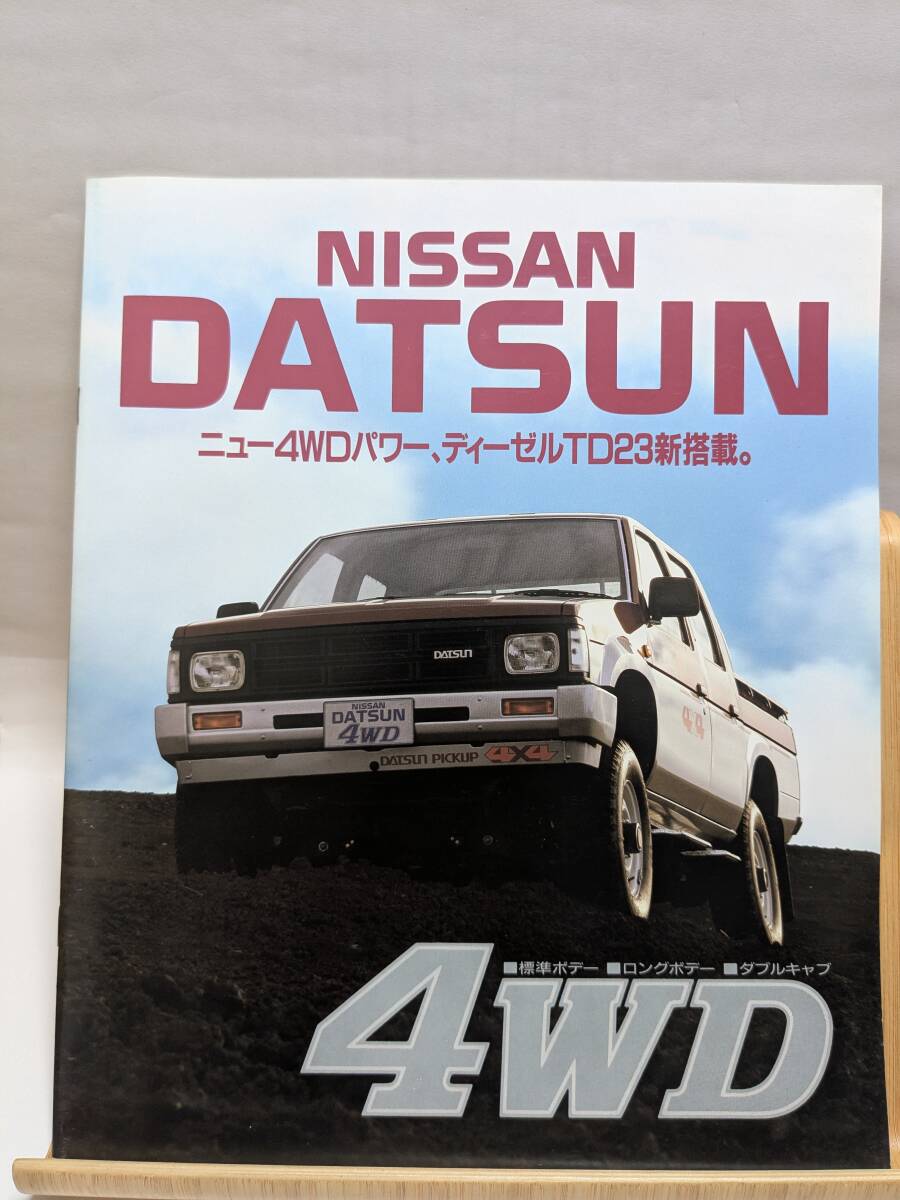 NISSAN
DATSUN
ニュー4WDパワー、ディーゼルTD23新搭載。
DATSUN
4x4
NISSAN
DATSUN
4WD
DATSUN PICKUP 4x4
■標準ボデー ■ロングボデー ■ダブルキャブ
4WD